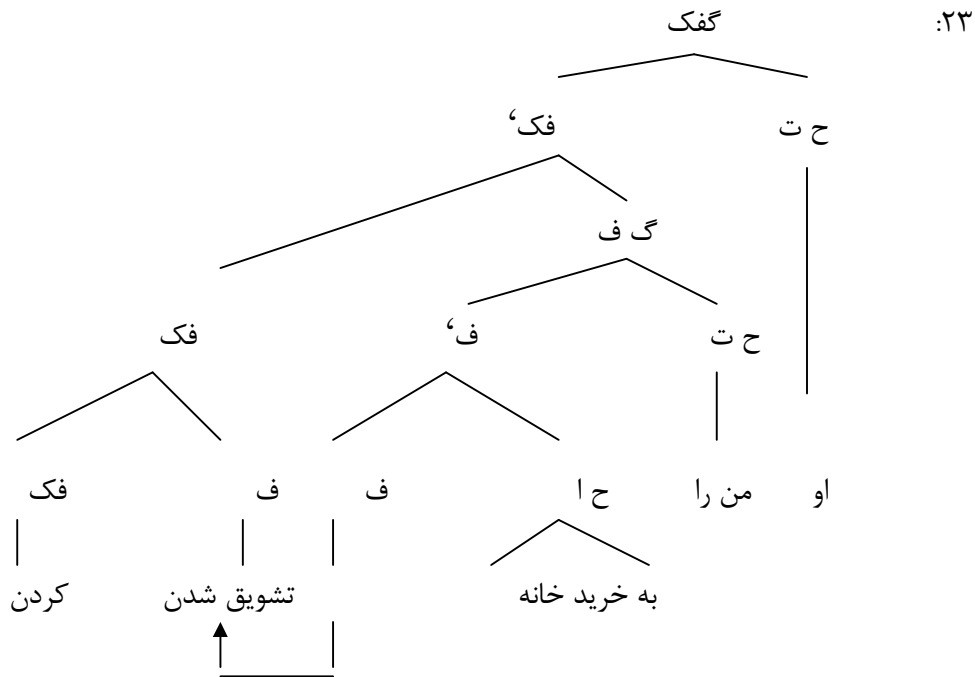 ۲۳: گفک
ح ت فک‘
گ ف
ح ت ف‘ فک
او من را ح ا ف ف فک
به خرید خانه تشویق شدن کردن